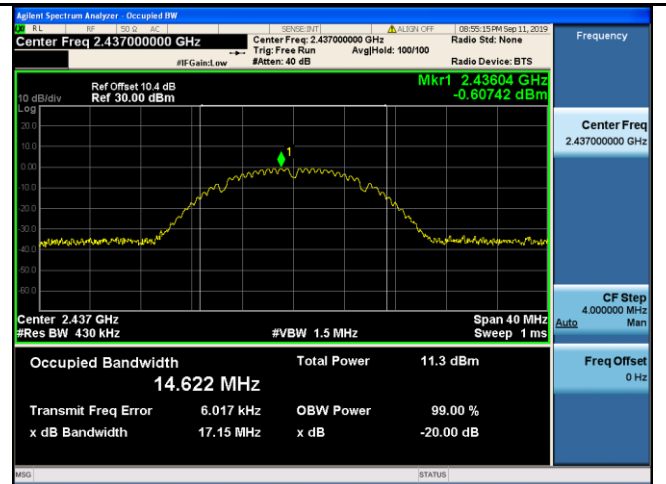 Agilent Spectrum Analyzer - Occupied BW
RL RF 50 Ω AC SENSE:INT ALIGN OFF 08:55:15 PM Sep 11, 2019
Center Freq 2.437000000 GHz Center Freq: 2.437000000 GHz Radio Std: None
Trig: Free Run Avg|Hold: 100/100
#IFGain:Low #Atten: 40 dB Radio Device: BTS
Frequency
Ref Offset 10.4 dB Mkr1 2.43604 GHz
10 dB/div Ref 30.00 dBm -0.60742 dBm
Log
20.0
10.0
1
0.00
-10.0
-20.0
-30.0
-40.0
-50.0
-60.0
Center Freq
2.437000000 GHz
Center 2.437 GHz Span 40 MHz
#Res BW 430 kHz #VBW 1.5 MHz Sweep 1 ms
CF Step
4.000000 MHz
Auto Man
Occupied Bandwidth Total Power 11.3 dBm
14.622 MHz
Transmit Freq Error 6.017 kHz OBW Power 99.00 %
x dB Bandwidth 17.15 MHz x dB -20.00 dB
Freq Offset
0 Hz
MSG STATUS